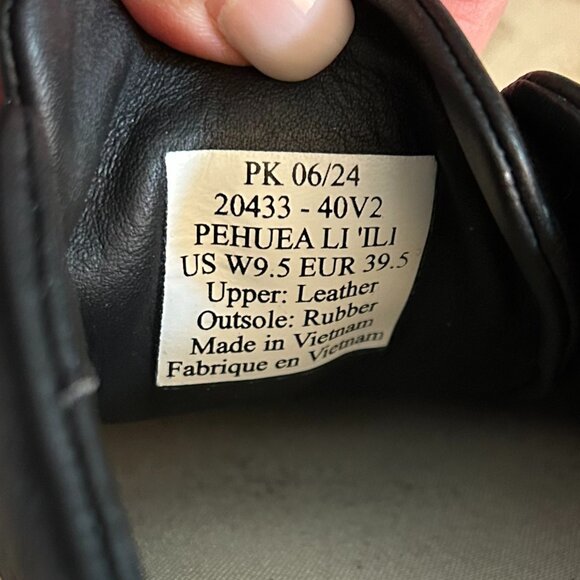 PK 06/24
20433 - 40V2
PEHUEA LI 'ILI
US W9.5 EUR 39.5
Upper: Leather
Outsole: Rubber
Made in Vietnam
Fabrique en Vietnam